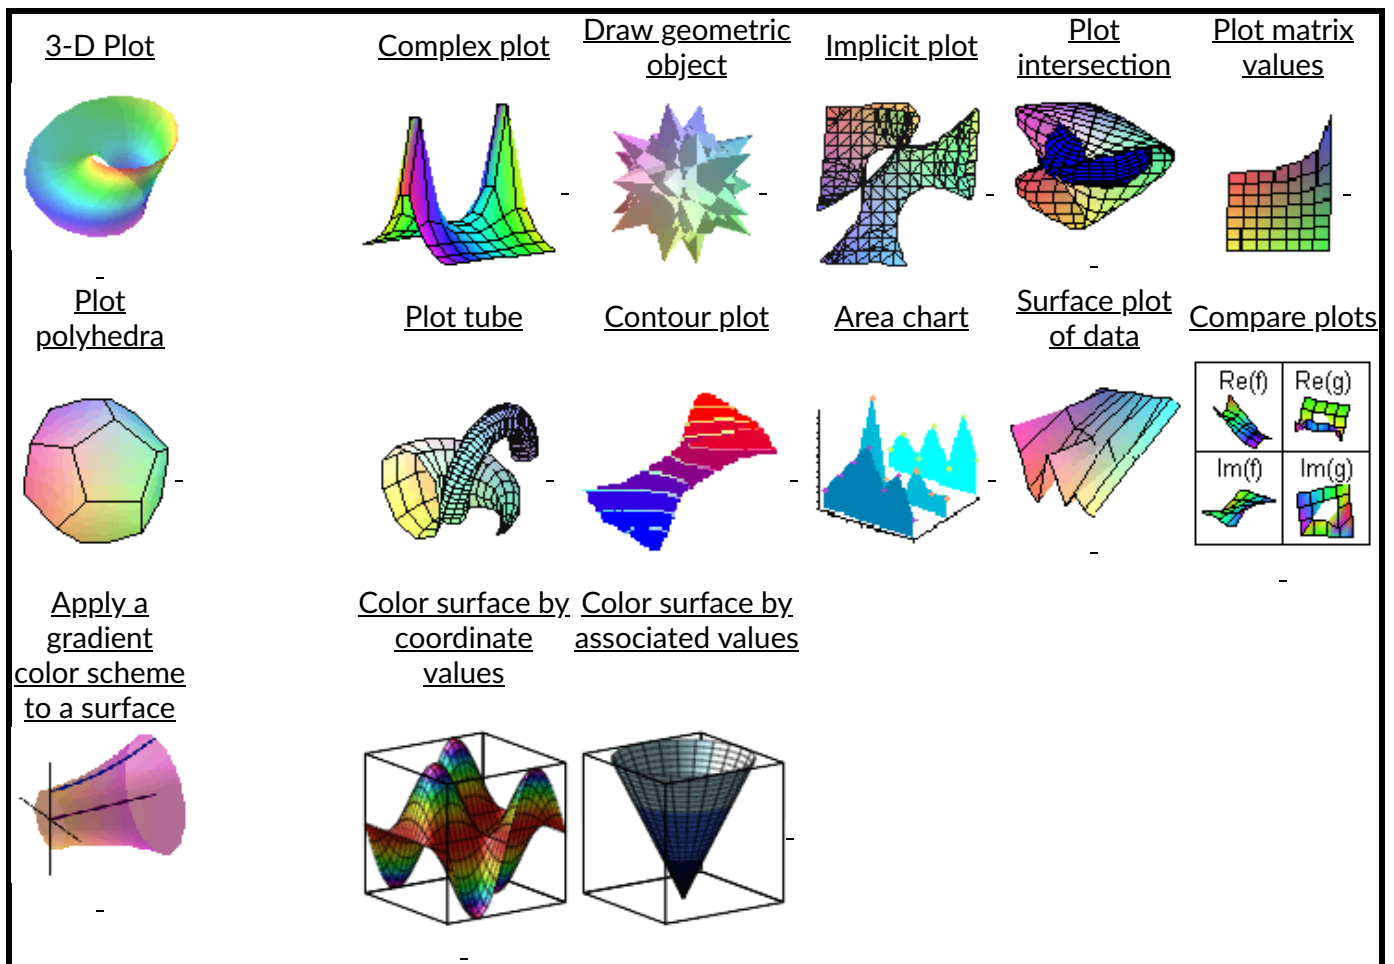 3-D Plot
Complex plot
Draw geometric
object
Implicit plot
Plot
intersection
Plot matrix
values
Plot
polyhedra
Plot tube
Contour plot
Area chart
Surface plot
of data
Compare plots
Re(f)
Re(g)
Im(f)
Im(g)
Apply a
gradient
color scheme
to a surface
Color surface by
coordinate
values
Color surface by
associated values